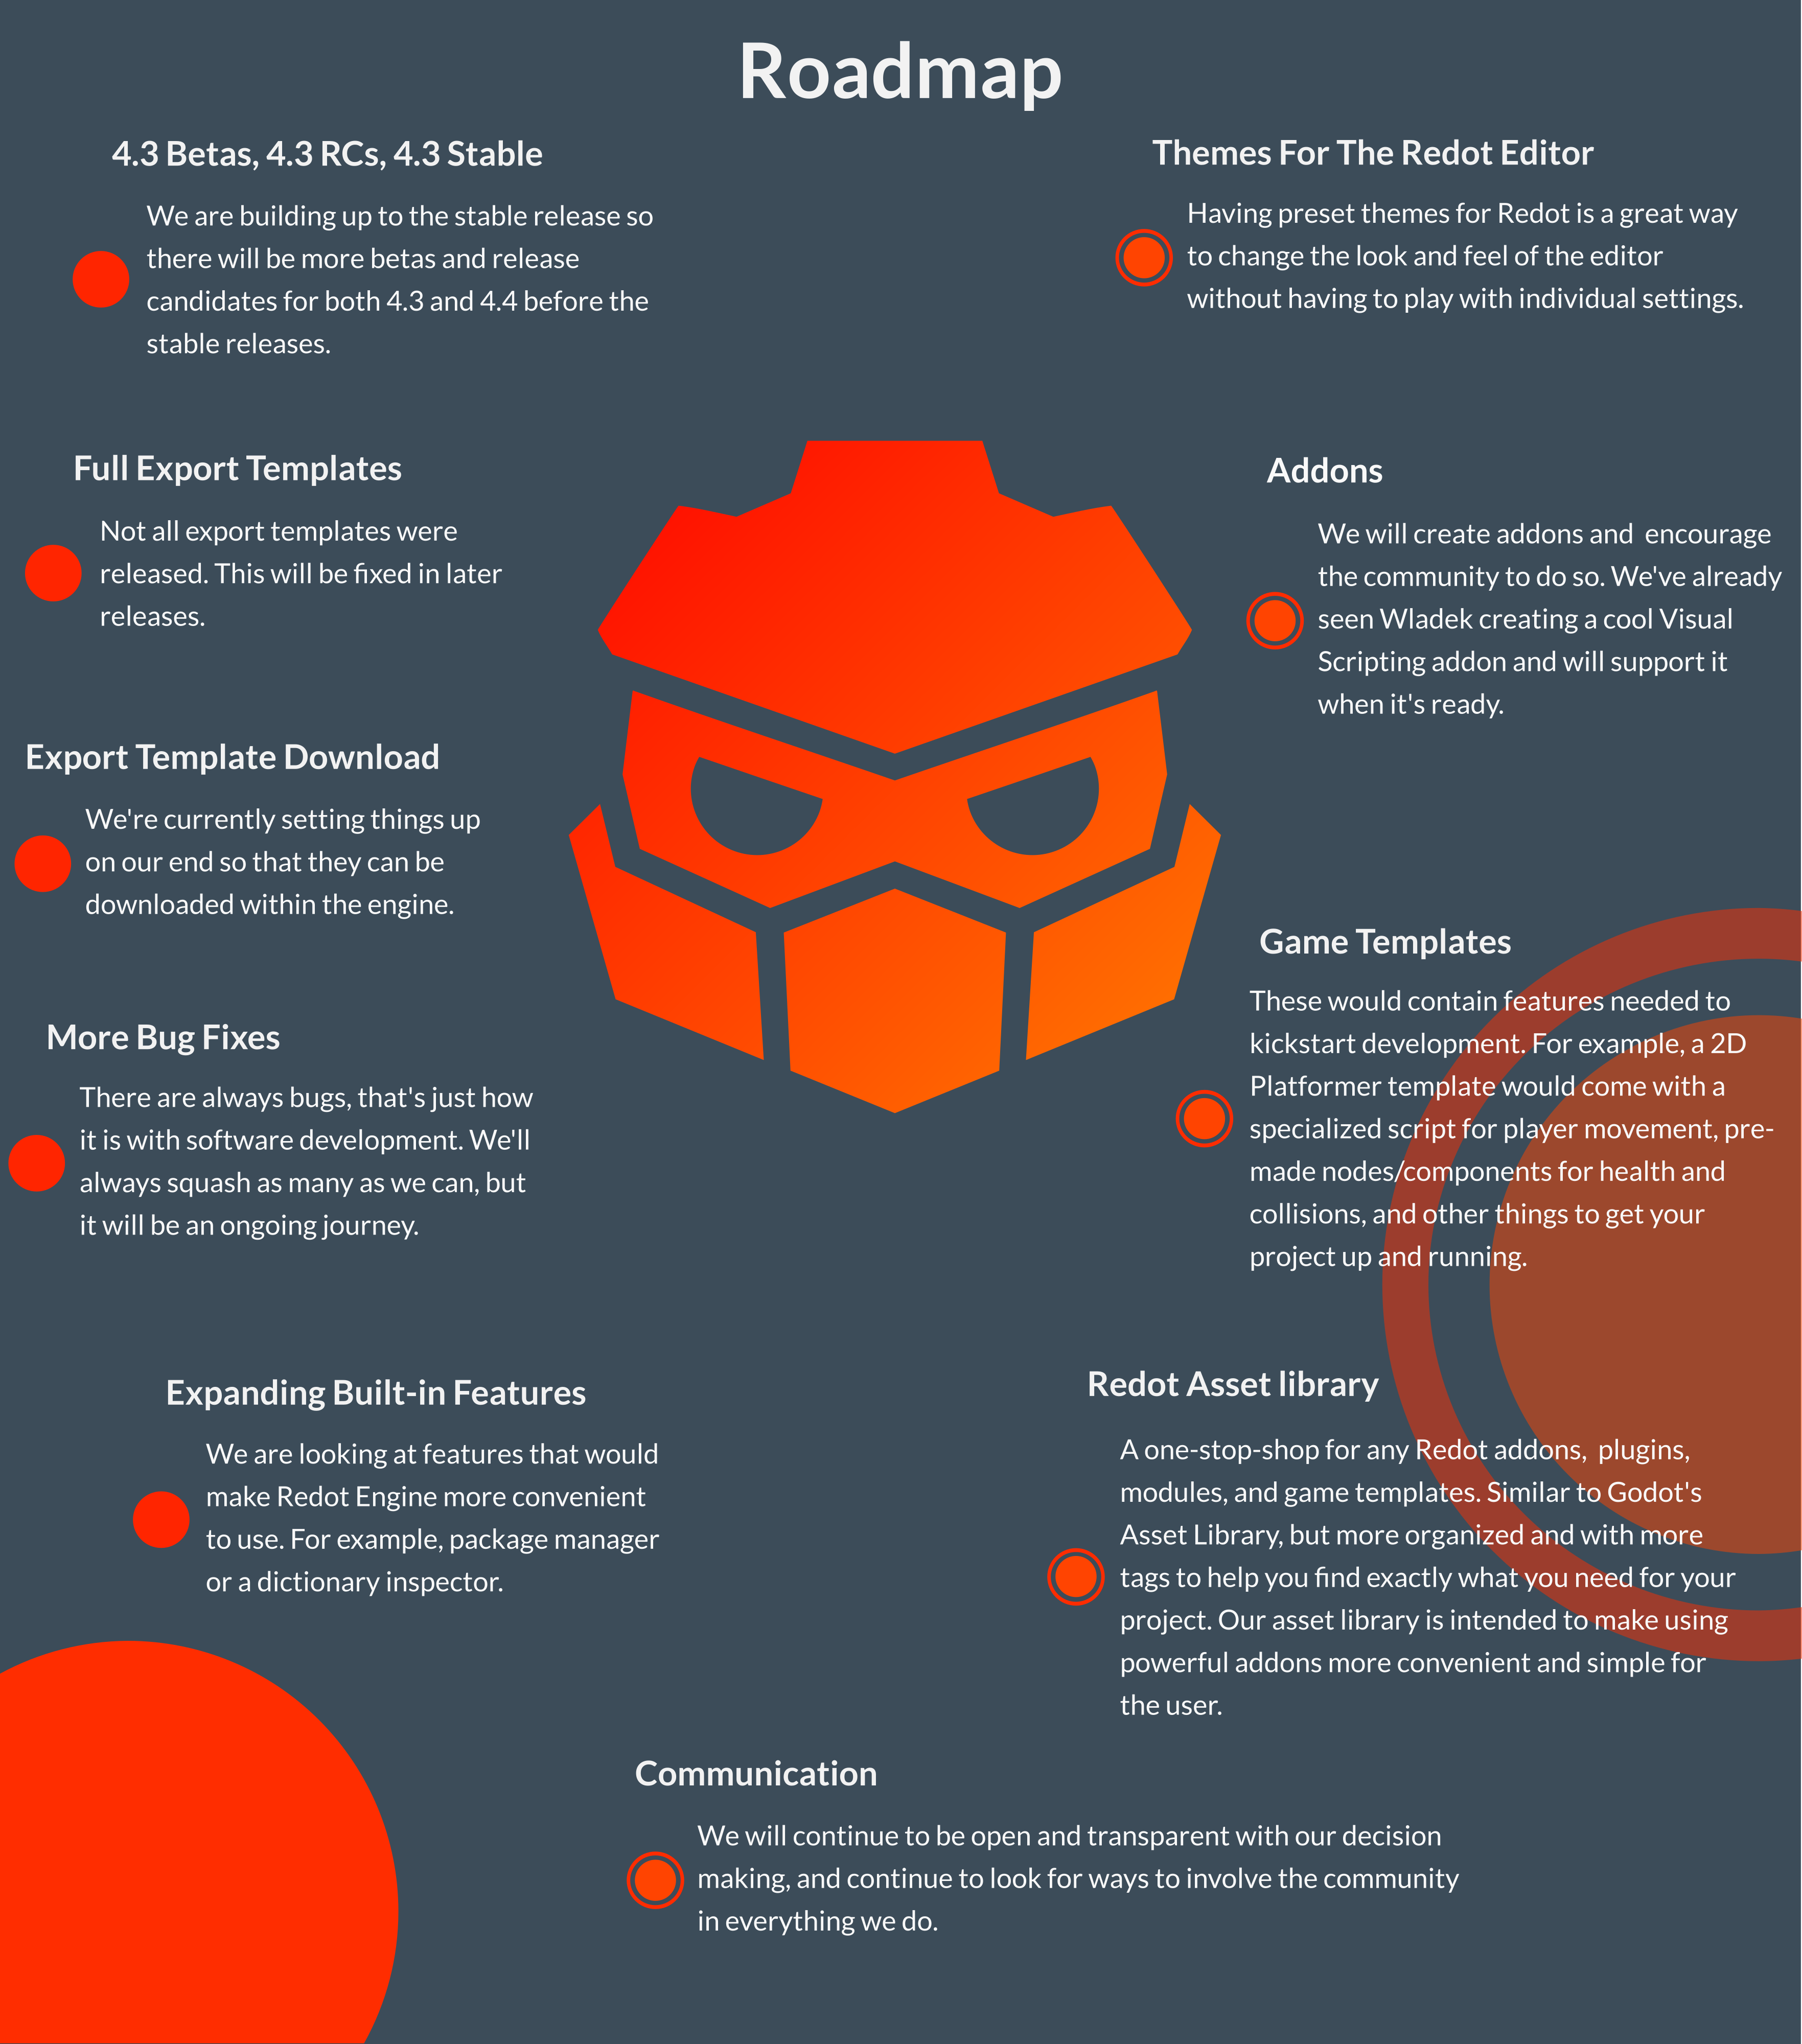 Roadmap
4.3 Betas, 4.3 RCs, 4.3 Stable
We are building up to the stable release so
there will be more betas and release
candidates for both 4.3 and 4.4 before the
stable releases.
Full Export Templates
Not all export templates were
released. This will be fixed in later
releases.
Export Template Download
We're currently setting things up
on our end so that they can be
downloaded within the engine.
More Bug Fixes
There are always bugs, that's just how
it is with software development. We'll
always squash as many as we can, but
it will be an ongoing journey.
Expanding Built-in Features
We are looking at features that would
make Redot Engine more convenient
to use. For example, package manager
or a dictionary inspector.
Themes For The Redot Editor
Having preset themes for Redot is a great way
to change the look and feel of the editor
without having to play with individual settings.
Addons
We will create addons and  encourage
the community to do so. We've already
seen Wladek creating a cool Visual
Scripting addon and will support it
when it's ready.
Game Templates
These would contain features needed to
kickstart development. For example, a 2D
Platformer template would come with a
specialized script for player movement, pre-
made nodes/components for health and
collisions, and other things to get your
project up and running.
Redot Asset library
A one-stop-shop for any Redot addons,  plugins,
modules, and game templates. Similar to Godot's
Asset Library, but more organized and with more
tags to help you find exactly what you need for your
project. Our asset library is intended to make using
powerful addons more convenient and simple for
the user.
Communication
We will continue to be open and transparent with our decision
making, and continue to look for ways to involve the community
in everything we do.